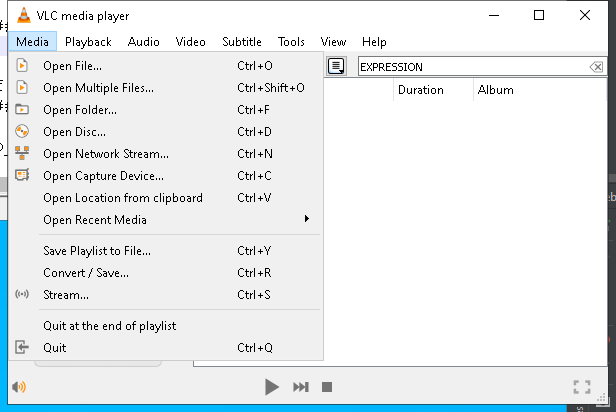 VLC media player
Media Playback Audio Video Subtitle Tools View Help
EXPRESSION
Duration Album
Open File... Ctrl+O
Open Multiple Files... Ctrl+Shift+O
Open Folder... Ctrl+F
Open Disc... Ctrl+D
Open Network Stream... Ctrl+N
Open Capture Device... Ctrl+C
Open Location from clipboard Ctrl+V
Open Recent Media
Save Playlist to File... Ctrl+Y
Convert / Save... Ctrl+R
Stream... Ctrl+S
Quit at the end of playlist
Quit Ctrl+Q